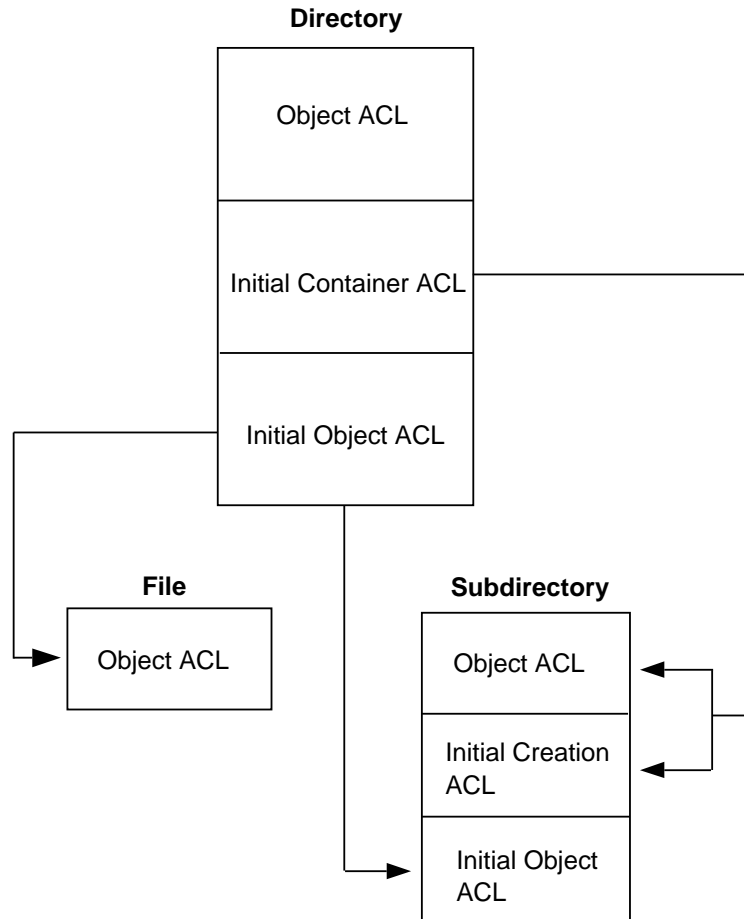 Directory
Object ACL
Initial Container ACL
Initial Object ACL
File
Object ACL
Subdirectory
Object ACL
Initial Creation
ACL
Initial Object
ACL